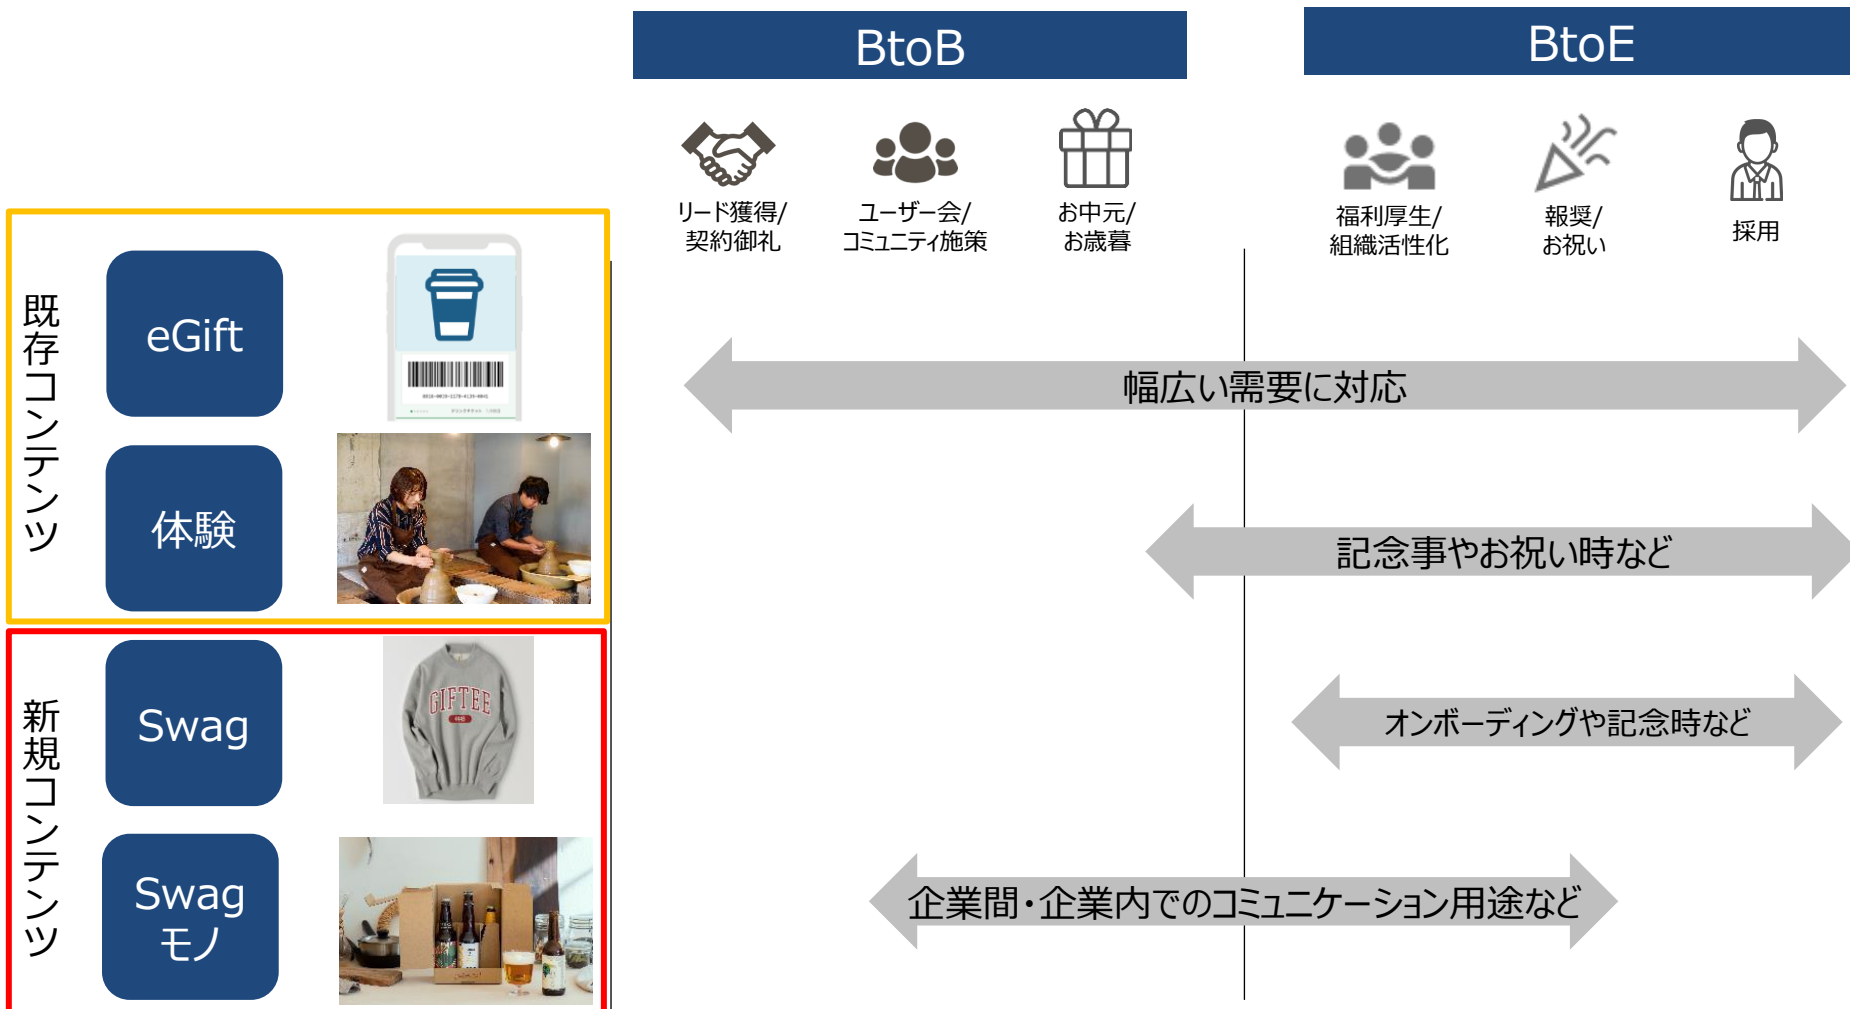 BtoB
BtoE
リード獲得/
契約御礼
ユーザー会/
コミュニティ施策
お中元/
お歳暮
福利厚生/
組織活性化
報奨/
お祝い
採用
既存コンテンツ
eGift
幅広い需要に対応
体験
記念事やお祝い時など
新規コンテンツ
Swag
GIFTEE
オンボーディングや記念時など
Swag
モノ
企業間・企業内でのコミュニケーション用途など